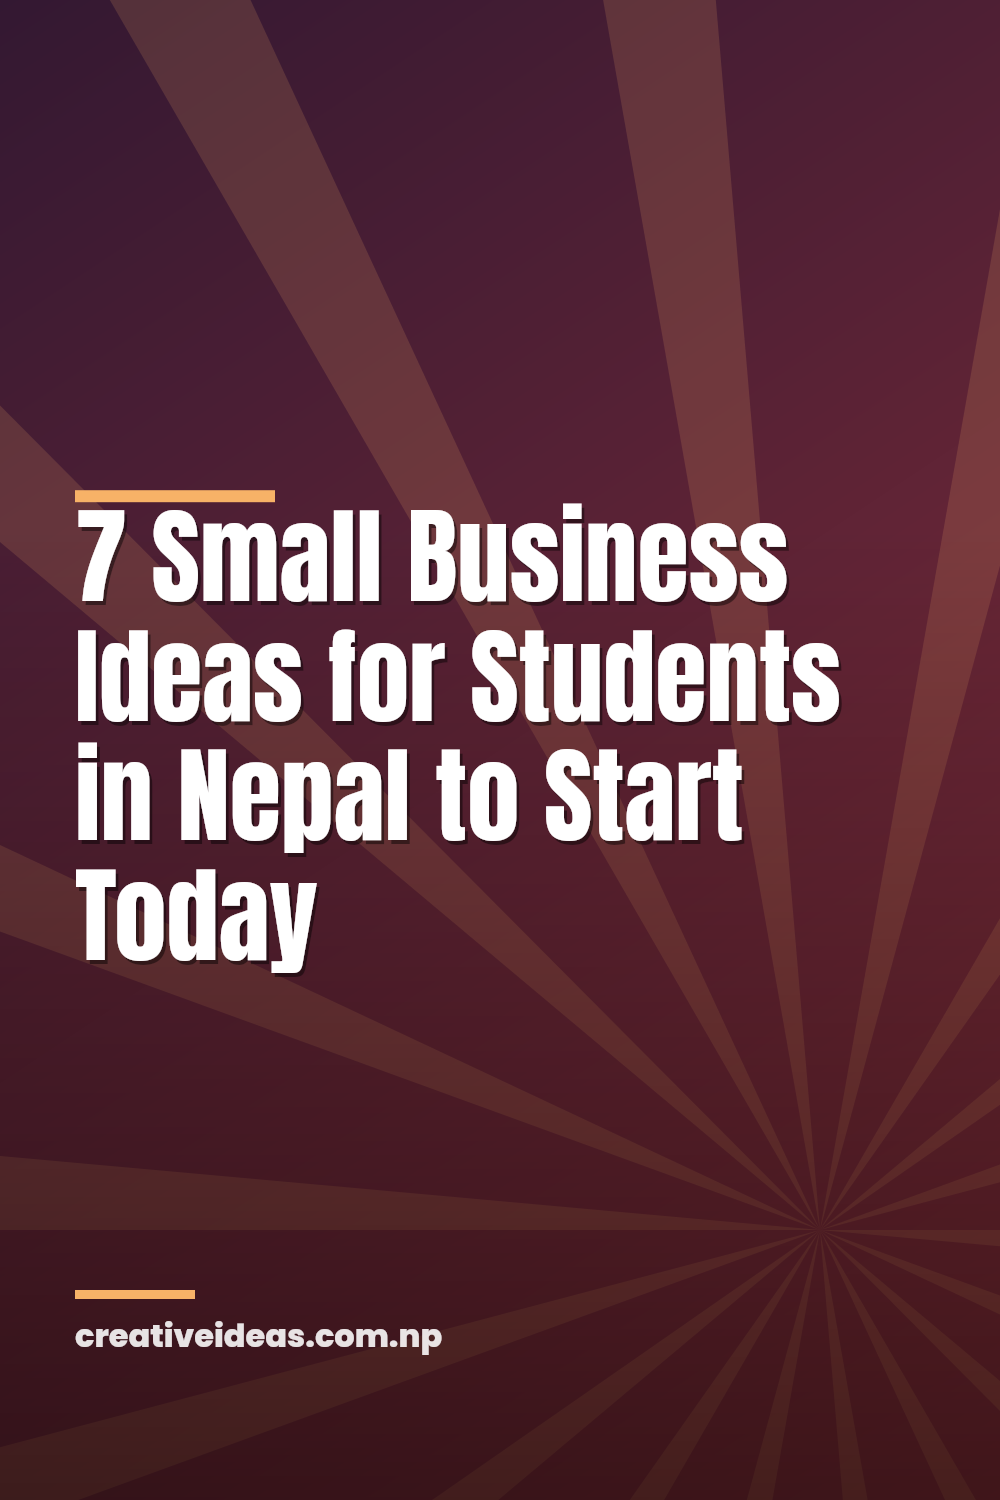 7 Small Business
Ideas for Students
in Nepal to Start
Today
creativeideas.com.np